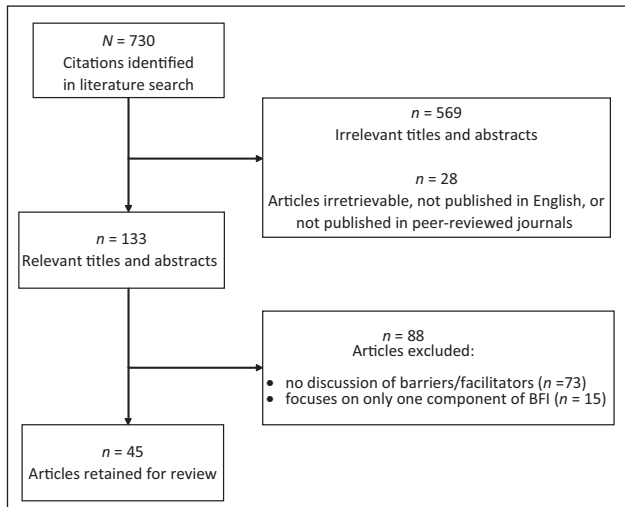 N = 730
Citations identified
in literature search
n = 569
Irrelevant titles and abstracts
n = 28
Articles irretrievable, not published in English, or
not published in peer-reviewed journals
n = 133
Relevant titles and abstracts
n = 88
Articles excluded:
• no discussion of barriers/facilitators (n =73)
• focuses on only one component of BFI (n = 15)
n = 45
Articles retained for review